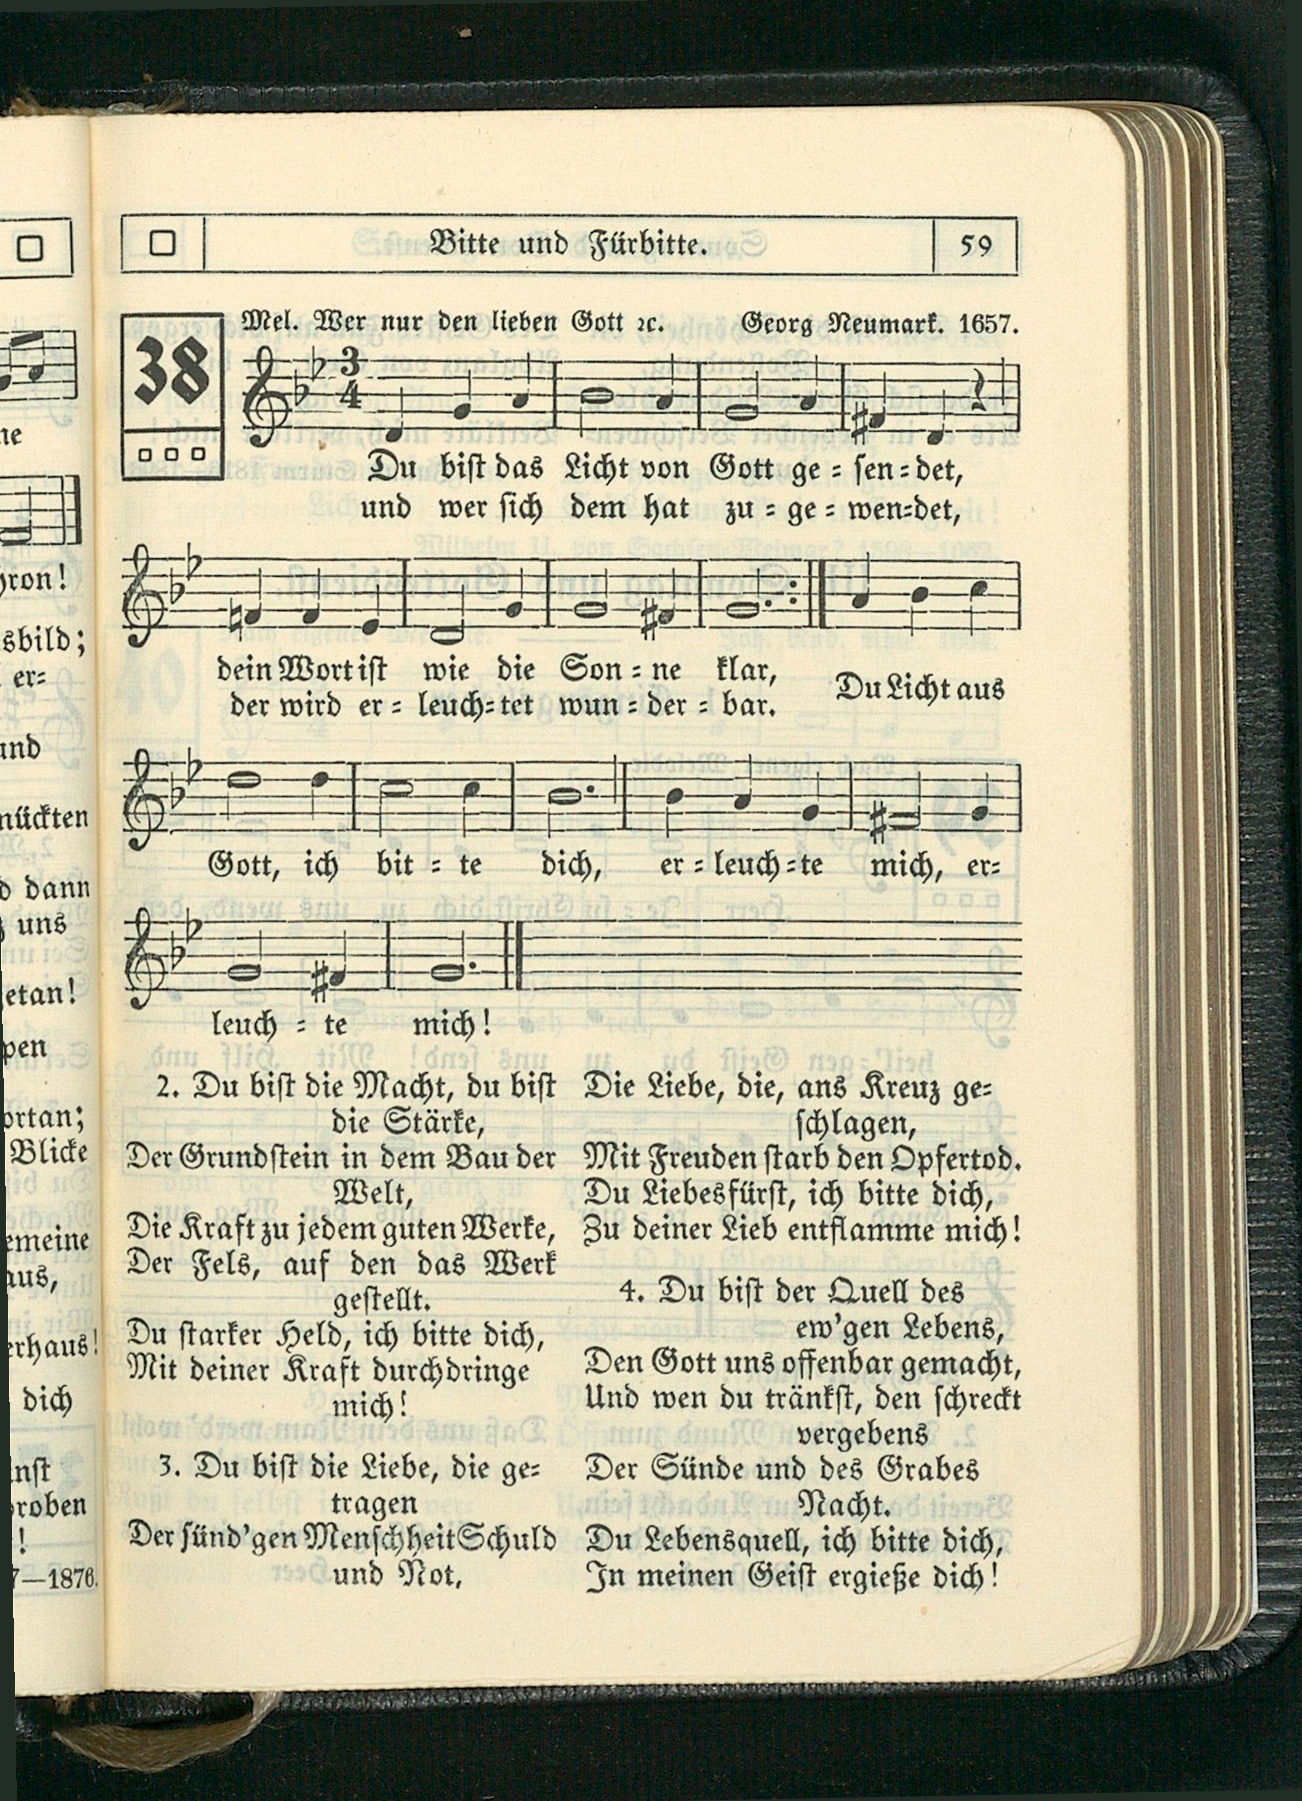 Bitte und Fürbitte.
59
38
Mel. Wer nur den lieben Gott ꝛc. Georg Neumark. 1657.
3
4
Du bist das Licht von Gott ge = sen = det,
und wer sich dem hat zu = ge = wen=det,
dein Wort ist wie die Son = ne klar,
der wird er = leuch=tet wun = der = bar.
Du Licht aus
Gott, ich bit = te dich, er = leuch = te mich, er=
leuch = te mich!
2. Du bist die Macht, du bist
die Stärke,
Der Grundstein in dem Bau der
Welt,
Die Kraft zu jedem guten Werke,
Der Fels, auf den das Werk
gestellt.
Du starker Held, ich bitte dich,
Mit deiner Kraft durchdringe
mich!
3. Du bist die Liebe, die ge=
tragen
Der sünd'gen Menschheit Schuld
und Not,
Die Liebe, die, ans Kreuz ge=
schlagen,
Mit Freuden starb den Opfertod.
Du Liebesfürst, ich bitte dich,
Zu deiner Lieb entflamme mich!
4. Du bist der Quell des
ew'gen Lebens,
Den Gott uns offenbar gemacht,
Und wen du tränkst, den schreckt
vergebens
Der Sünde und des Grabes
Nacht.
Du Lebensquell, ich bitte dich,
In meinen Geist ergieße dich!